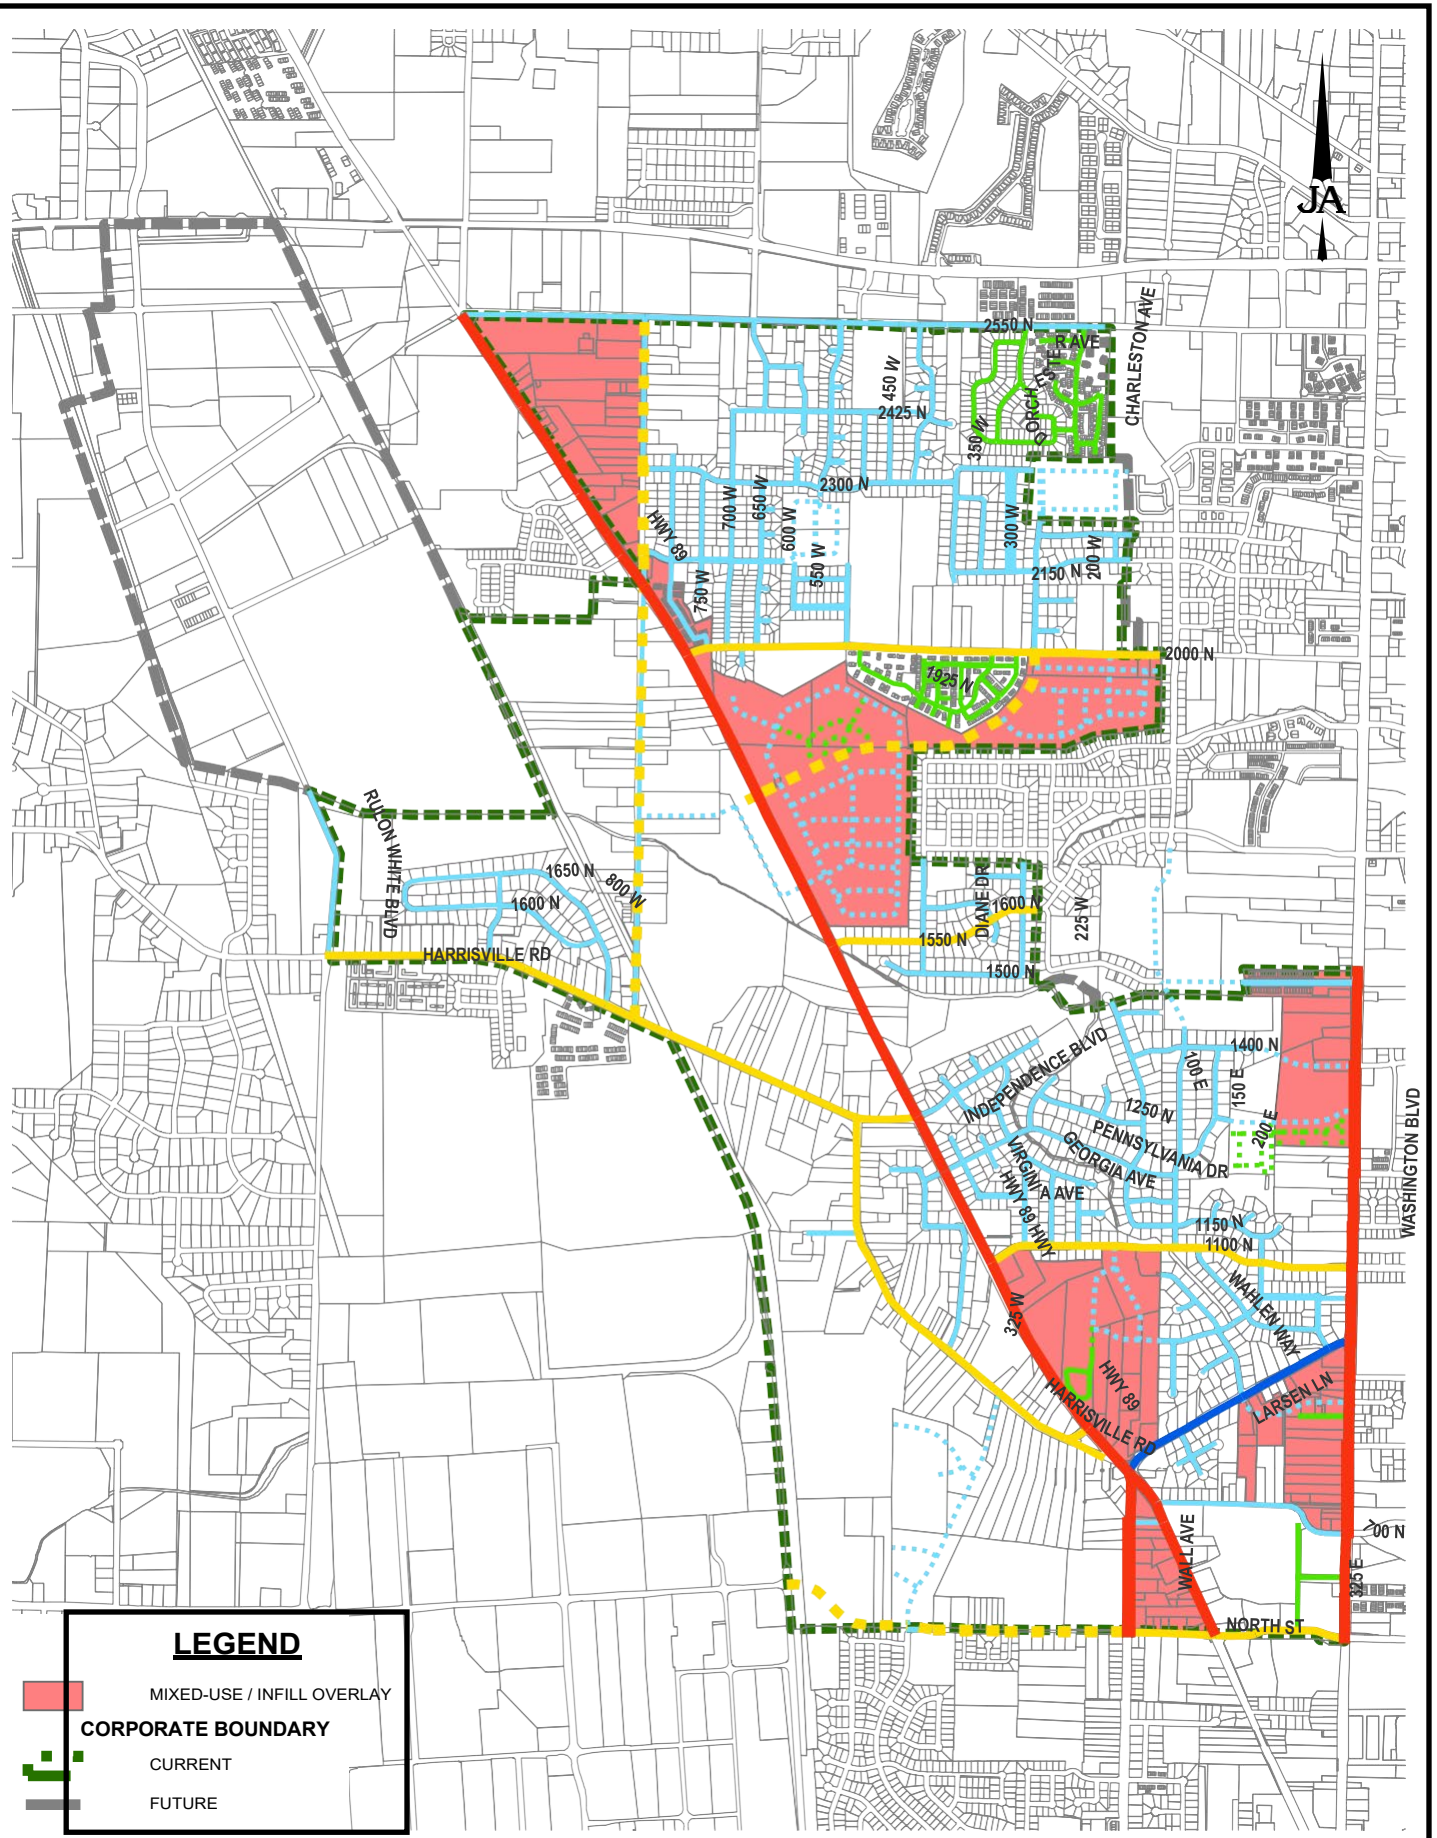 JA
CHARLESTON AVE
2550 N
R AVE
ESTE
ORCH
D
450 W
2425 N
350 W
2300 N
700 W
650 W
600 W
550 W
300 W
200 W
2150 N
HWY 89
750 W
2000 N
1925 N
RULON WHITE BLVD
1650 N
1600 N
800 W
HARRISVILLE RD
DIANE DR
1600 N
225 W
1550 N
1500 N
INDEPENDENCE BLVD
1400 N
100 E
150 E
200 E
1250 N
PENNSYLVANIA DR
GEORGIA AVE
VIRGINI
A AVE
HWY 89 HWY
WASHINGTON BLVD
1150 N
1100 N
WAHLEN WAY
325 W
HWY 89
HARRISVILLE RD
LARSEN LN
WALL AVE
700 N
325 E
NORTH ST
LEGEND
MIXED-USE / INFILL OVERLAY
CORPORATE BOUNDARY
CURRENT
FUTURE